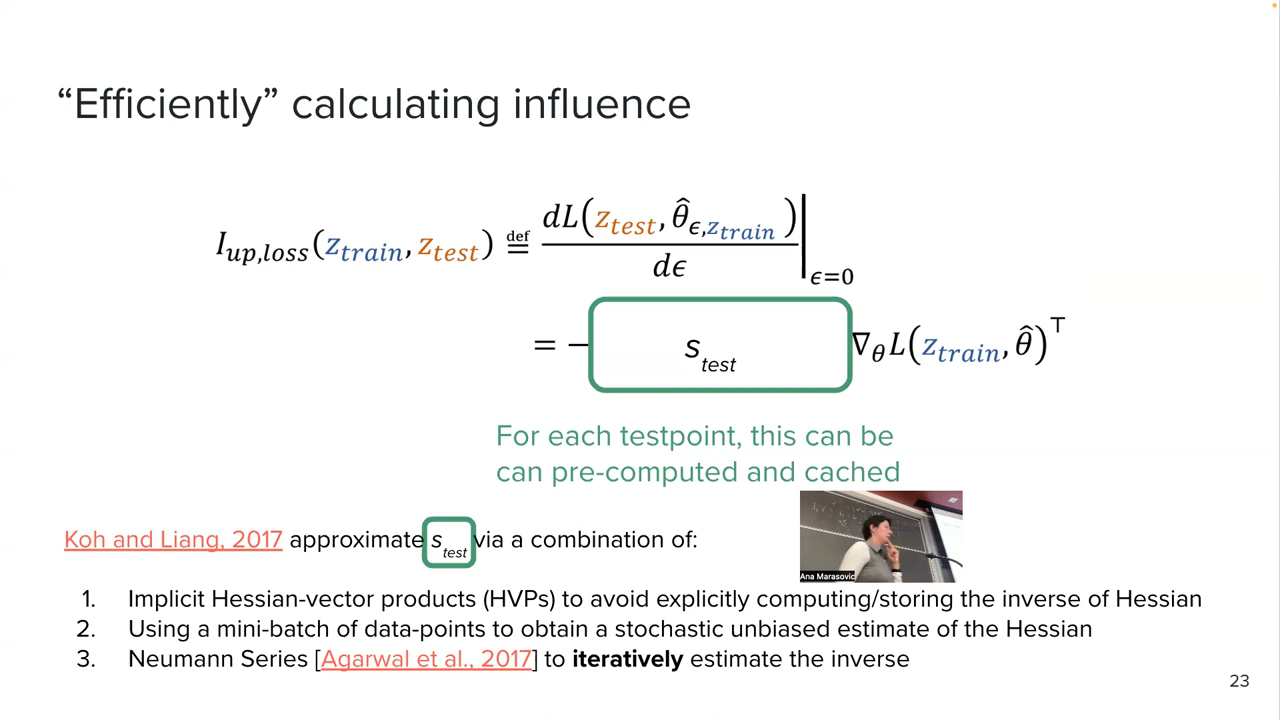 “Efficiently” calculating influence
I_{up,loss}(z_{train}, z_{test}) ≝ dL(z_{test}, θ̂_{ϵ,z_{train}}) / dϵ |_{ϵ=0}
= − s_{test} ∇_θ L(z_{train}, θ̂)^⊤
For each testpoint, this can be
can pre-computed and cached
Koh and Liang, 2017 approximate s_{test} via a combination of:
Ana Marasovic
1. Implicit Hessian-vector products (HVPs) to avoid explicitly computing/storing the inverse of Hessian
2. Using a mini-batch of data-points to obtain a stochastic unbiased estimate of the Hessian
3. Neumann Series [Agarwal et al., 2017] to iteratively estimate the inverse
23